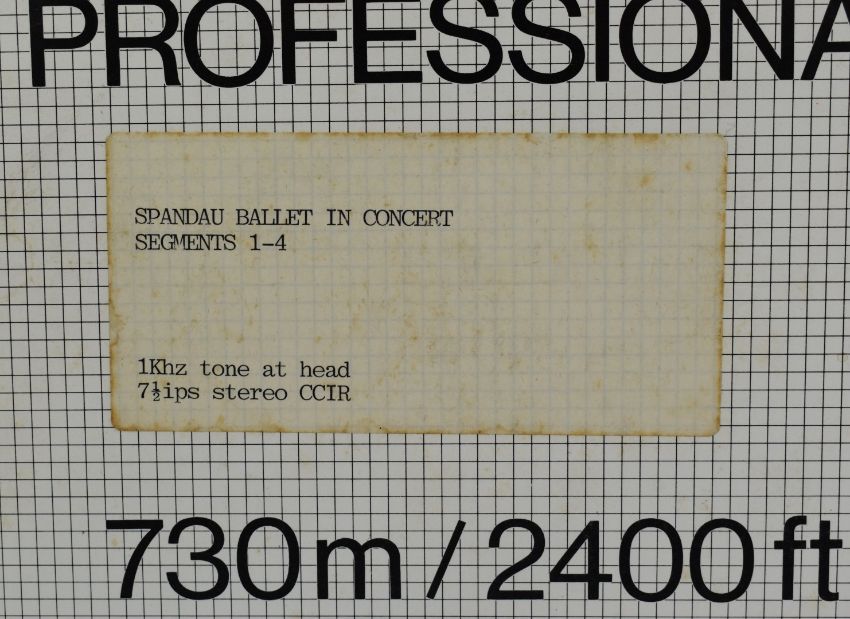 PROFESSIONA
SPANDAU BALLET IN CONCERT
SEGMENTS 1-4
1Khz tone at head
7½ips stereo CCIR
730m/2400ft